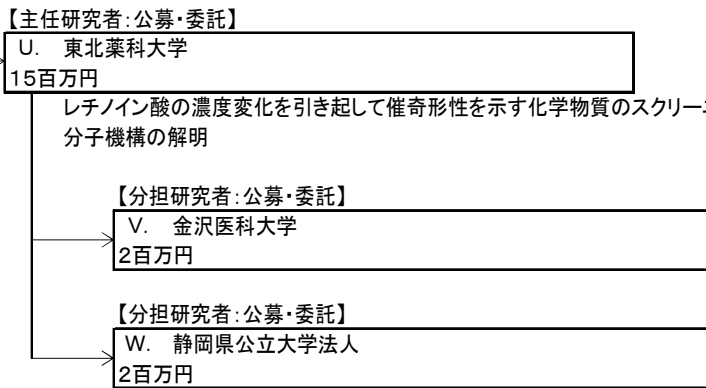 【主任研究者:公募・委託】
U. 東北薬科大学
15百万円
レチノイン酸の濃度変化を引き起して催奇形性を示す化学物質のスクリー
分子機構の解明
【分担研究者:公募・委託】
V. 金沢医科大学
2百万円
【分担研究者:公募・委託】
W. 静岡県公立大学法人
2百万円